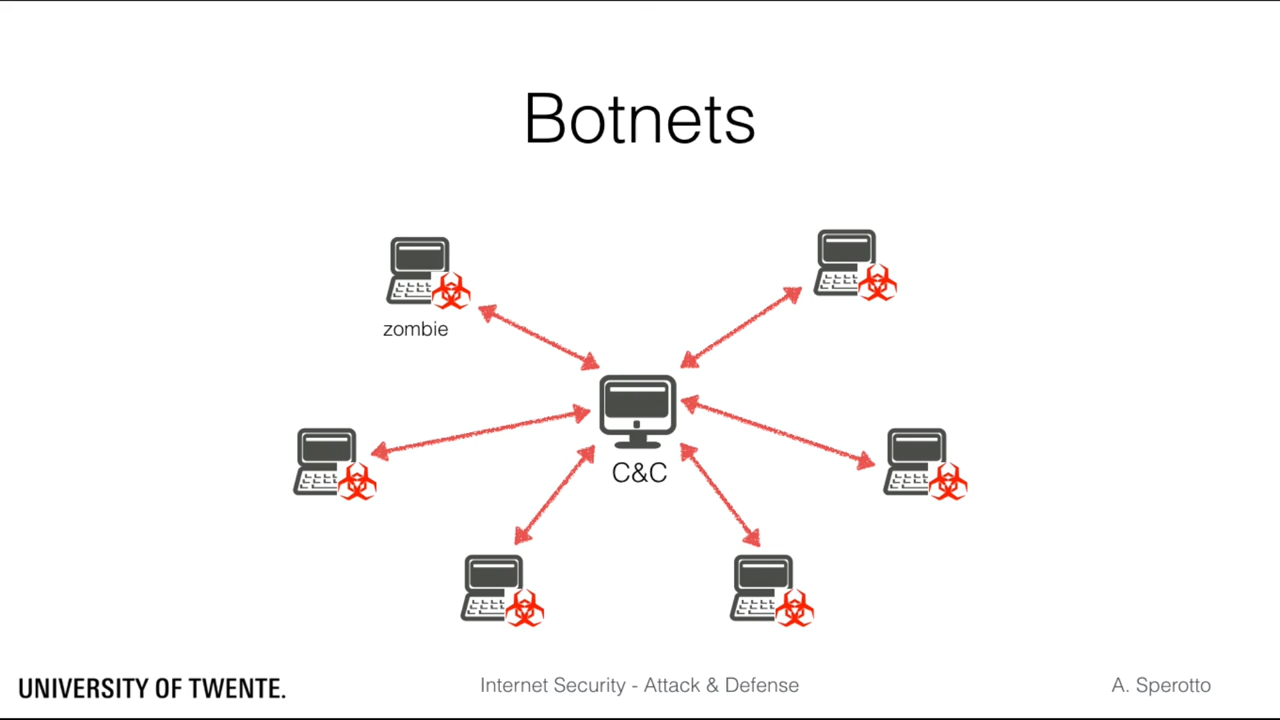 Botnets
zombie
C&C
UNIVERSITY OF TWENTE.
Internet Security - Attack & Defense
A. Sperotto